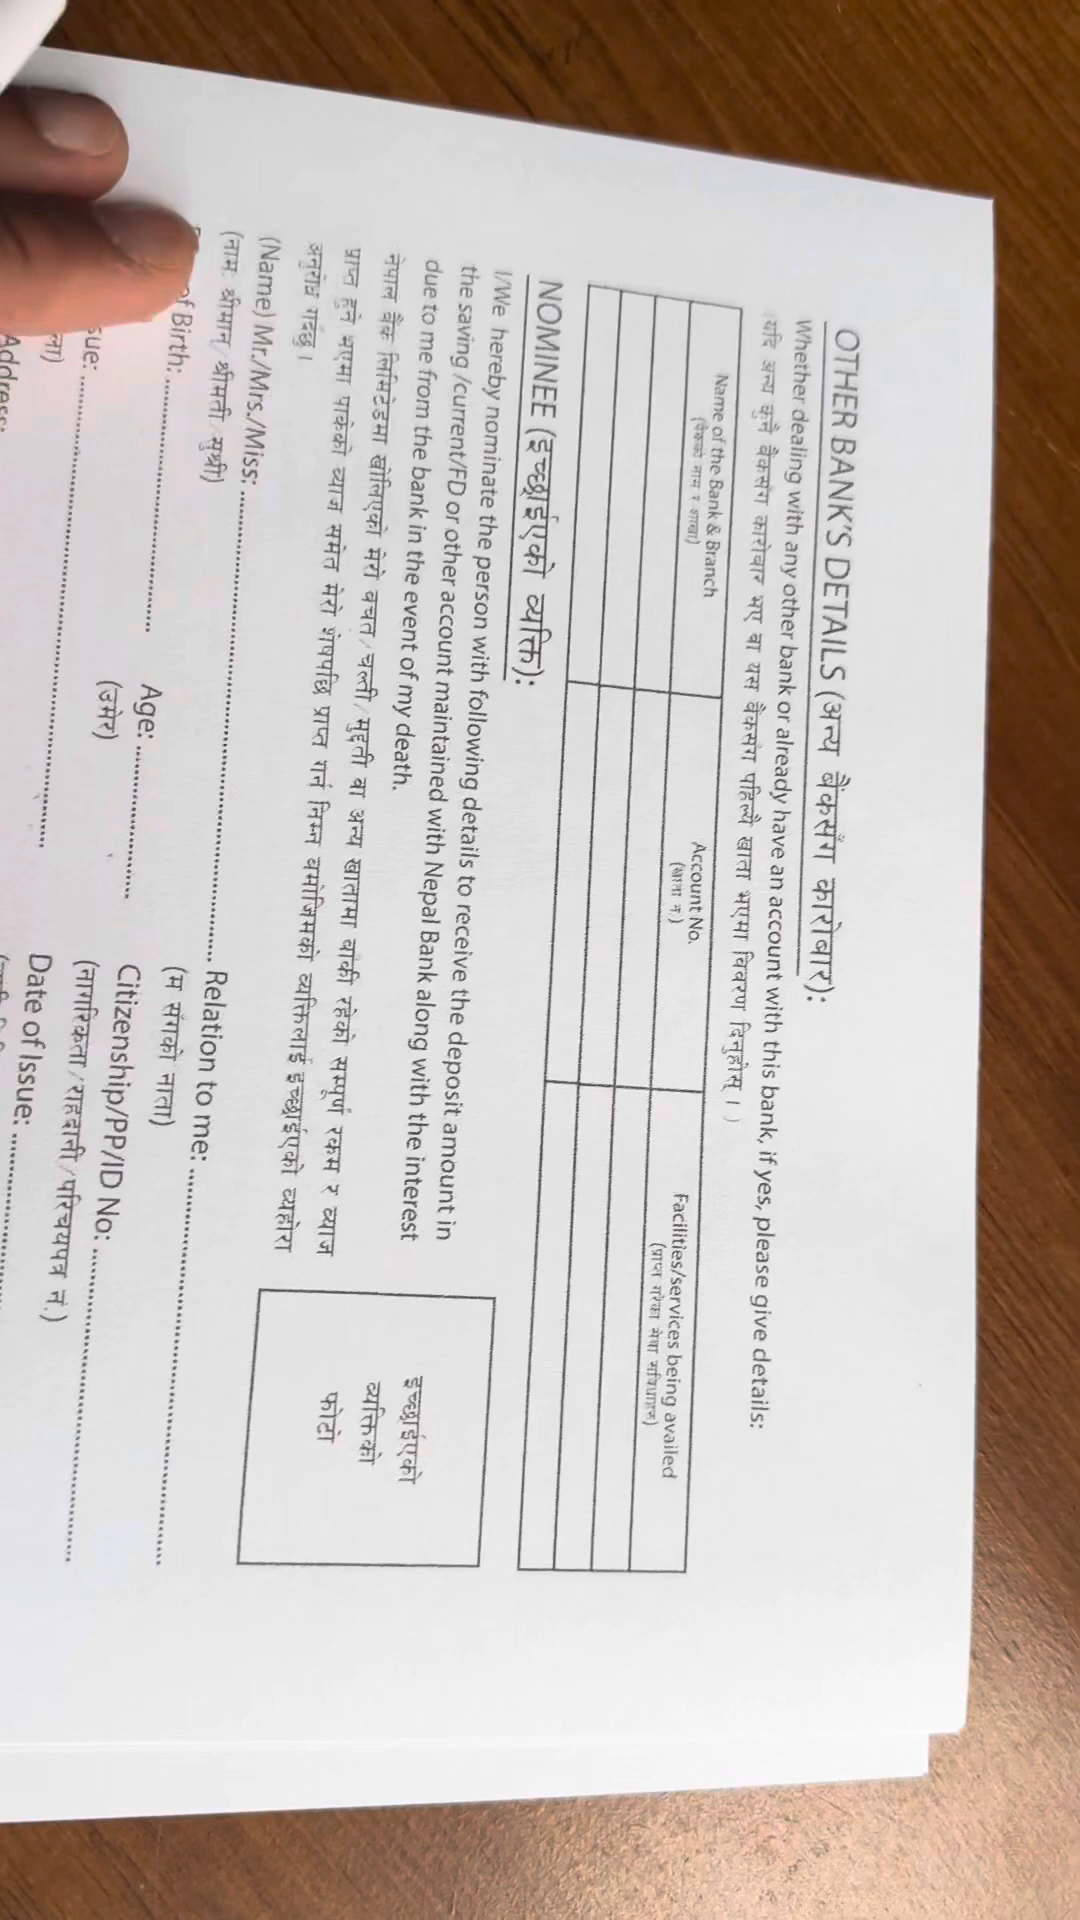 OTHER BANK'S DETAILS (अन्य बैंकसँग कारोबार):
Whether dealing with any other bank or already have an account with this bank, if yes, please give details:
(यदि अन्य कुनै बैंकसँग कारोबार भए वा यस बैंकसँग पहिल्यै खाता भएमा विवरण दिनुहोस् । )
Name of the Bank & Branch
(बैंकको नाम र शाखा)
Account No.
(खाता नं.)
Facilities/services being availed
(प्राप्त गरेका सेवा सुविधाहरु)
NOMINEE (इच्छाईएको व्यक्ति):
I/We hereby nominate the person with following details to receive the deposit amount in
the saving /current/FD or other account maintained with Nepal Bank along with the interest
due to me from the bank in the event of my death.
नेपाल बैंक लिमिटेडमा खोलिएको मेरो बचत/चल्ती/मुद्दती वा अन्य खातामा बाँकी रहेको सम्पूर्ण रकम र ब्याज
प्राप्त हुने भएमा पाकेको ब्याज समेत मेरो शेषपछि प्राप्त गर्न निम्न बमोजिमको व्यक्तिलाई इच्छाईएको व्यहोरा
अनुरोध गर्दछु ।
इच्छाईएको
व्यक्तिको
फोटो
(Name) Mr./Mrs./Miss: .................... Relation to me: ....................
(नामः श्रीमान्/श्रीमती/सुश्री) (म सँगको नाता)
of Birth: .................... Age: .................... Citizenship/PP/ID No: ....................
(उमेर) (नागरिकता/राहदानी/परिचयपत्र नं.)
sue: .................... Date of Issue: ....................
ला)
Address: